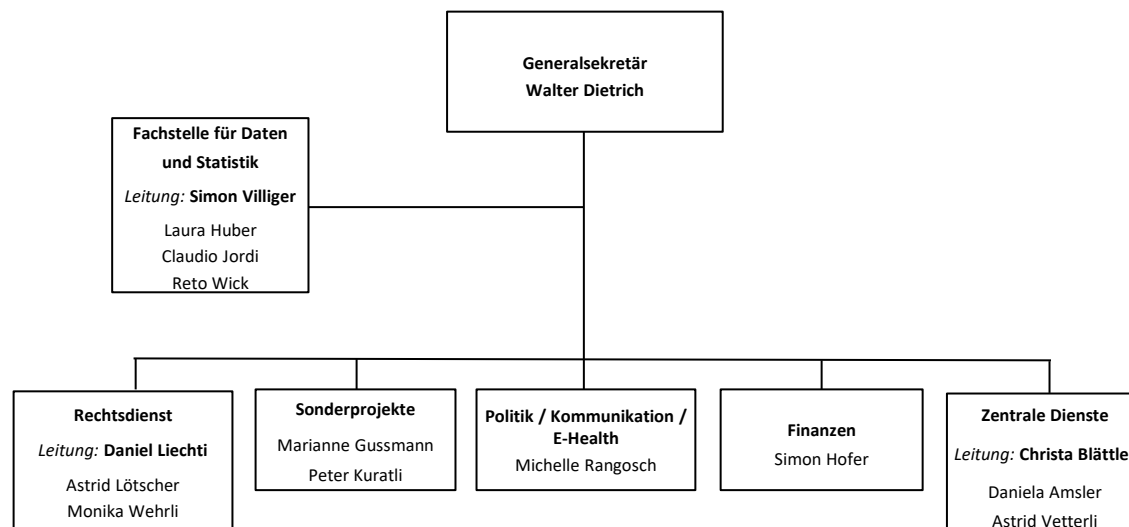 Generalsekretär
Walter Dietrich
Fachstelle für Daten
und Statistik
Leitung: Simon Villiger
Laura Huber
Claudio Jordi
Reto Wick
Rechtsdienst
Leitung: Daniel Liechti
Astrid Lötscher
Monika Wehrli
Sonderprojekte
Marianne Gussmann
Peter Kuratli
Politik / Kommunikation /
E-Health
Michelle Rangosch
Finanzen
Simon Hofer
Zentrale Dienste
Leitung: Christa Blättler
Daniela Amsler
Astrid Vetterli